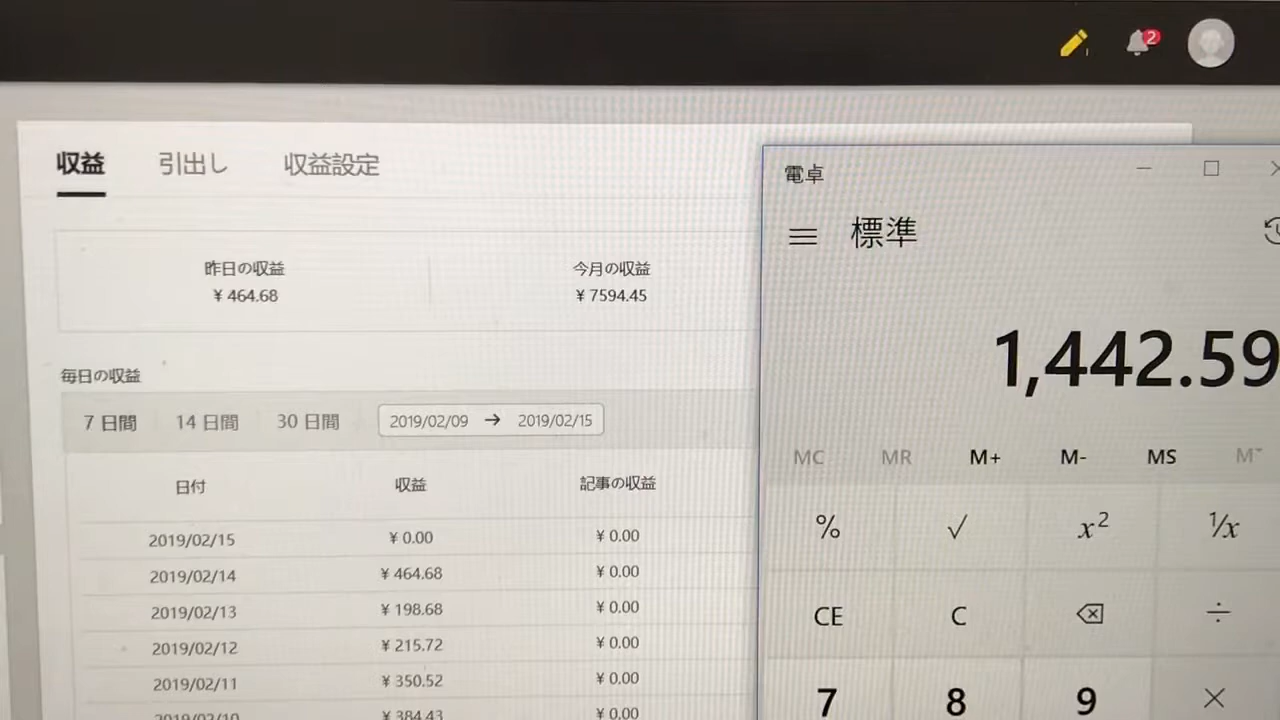 2
収益 引出し 収益設定
昨日の収益 今月の収益
¥ 464.68 ¥ 7594.45
毎日の収益
7 日間 14 日間 30 日間 2019/02/09 → 2019/02/15
日付 収益 記事の収益
2019/02/15 ¥ 0.00 ¥ 0.00
2019/02/14 ¥ 464.68 ¥ 0.00
2019/02/13 ¥ 198.68 ¥ 0.00
2019/02/12 ¥ 215.72 ¥ 0.00
2019/02/11 ¥ 350.52 ¥ 0.00
2019/02/10 ¥ 384.43 ¥ 0.00
電卓
標準
1,442.59
MC MR M+ M- MS M
% √ x² ¹/x
CE C ÷
7 8 9 ×